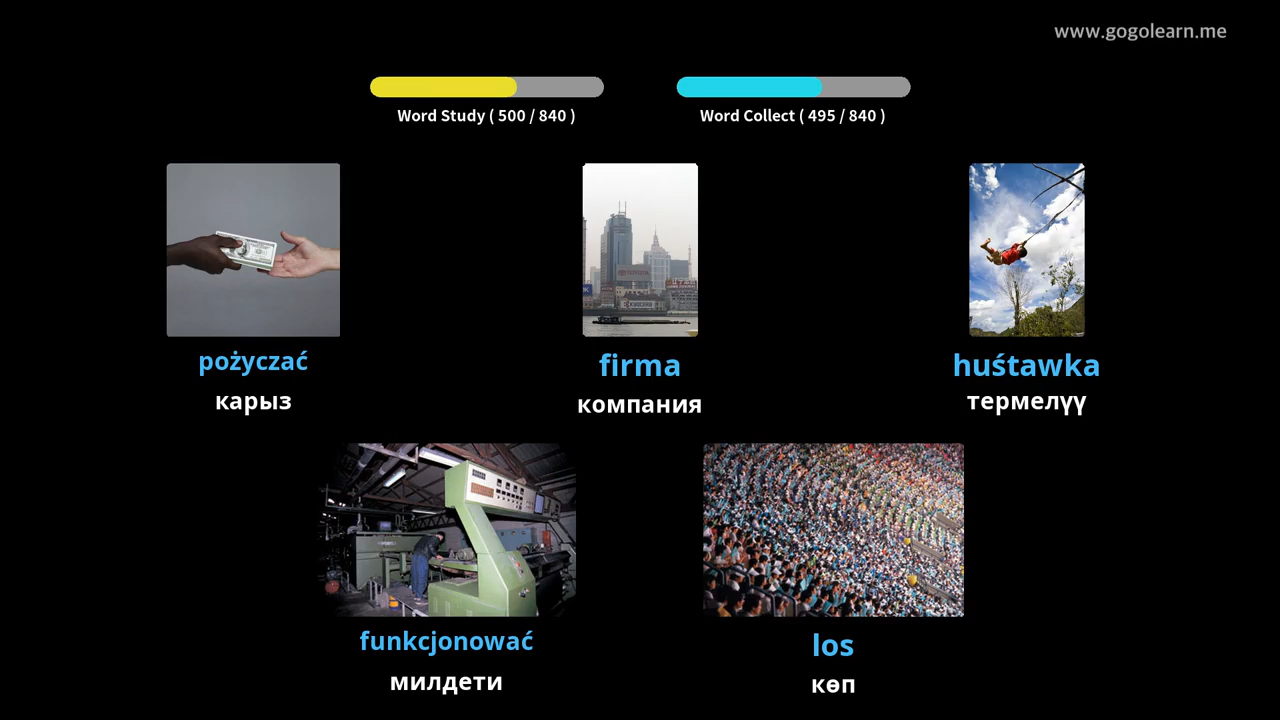 www.gogolearn.me
Word Study ( 500 / 840 )
Word Collect ( 495 / 840 )
pożyczać
карыз
firma
компания
huśtawka
термелүү
funkcjonować
милдети
los
көп